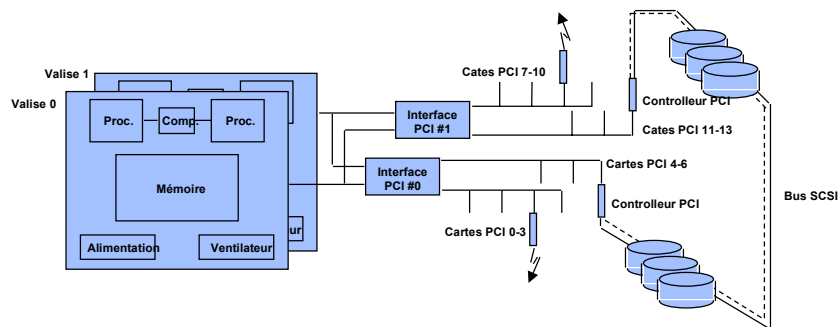 Valise 1
Valise 0
Proc.
Comp.
Proc.
Mémoire
Alimentation
Ventilateur
ur
Interface
PCI #1
Interface
PCI #0
Cates PCI 7-10
Controlleur PCI
Cates PCI 11-13
Cartes PCI 4-6
Controlleur PCI
Cartes PCI 0-3
Bus SCSI